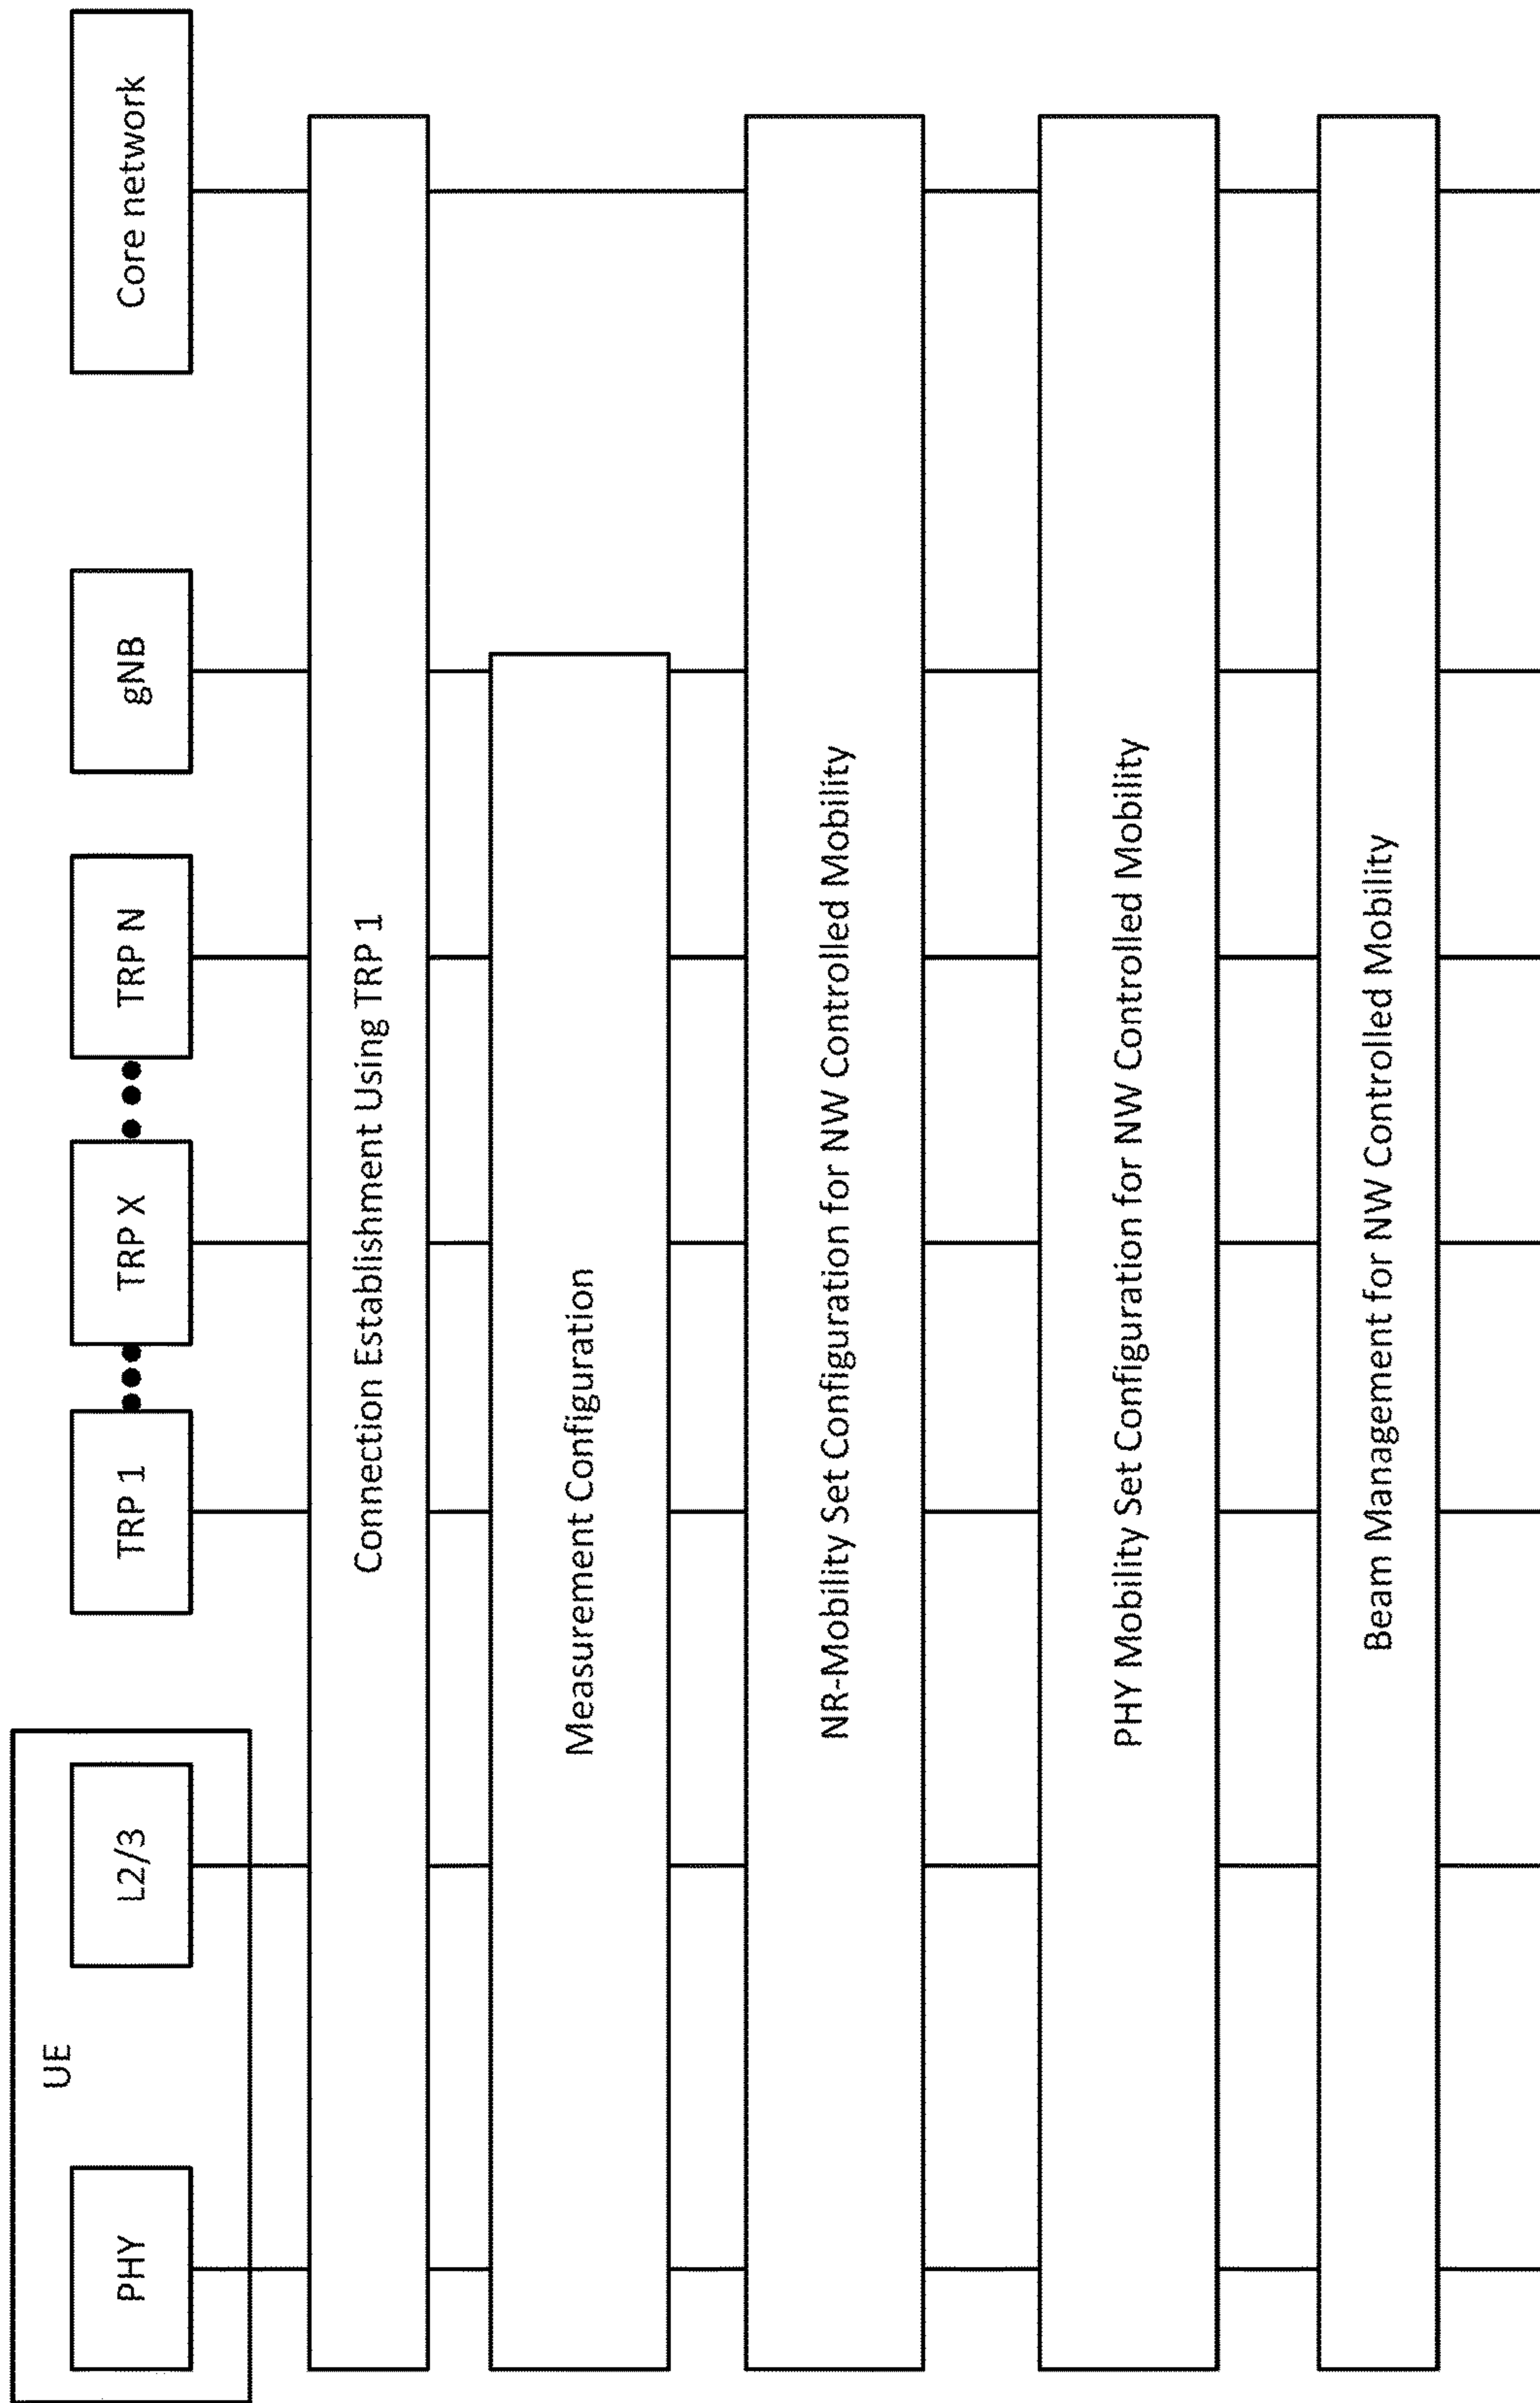 UE
PHY
L2/3
TRP 1
TRP X
TRP N
gNB
Core network
Connection Establishment Using TRP 1
Measurement Configuration
NR-Mobility Set Configuration for NW Controlled Mobility
PHY Mobility Set Configuration for NW Controlled Mobility
Beam Management for NW Controlled Mobility